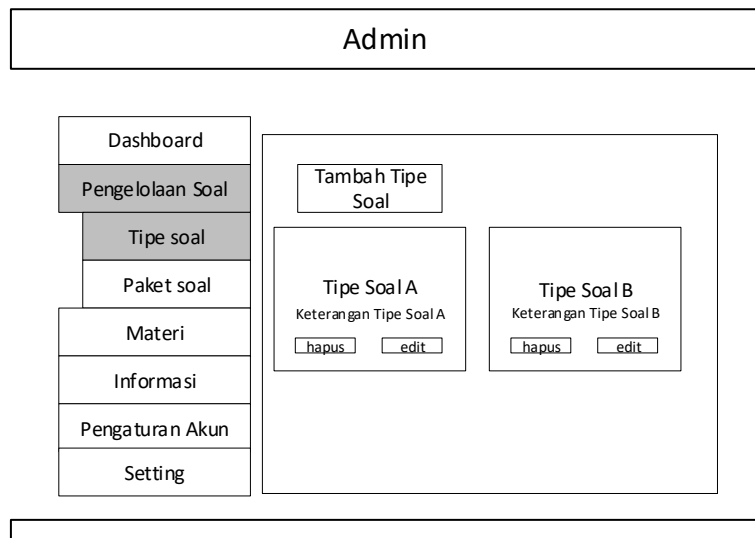 Admin
Dashboard
Pengelolaan Soal
Tipe soal
Paket soal
Materi
Informasi
Pengaturan Akun
Setting
Tambah Tipe
Soal
Tipe Soal A
Keterangan Tipe Soal A
hapus edit
Tipe Soal B
Keterangan Tipe Soal B
hapus edit